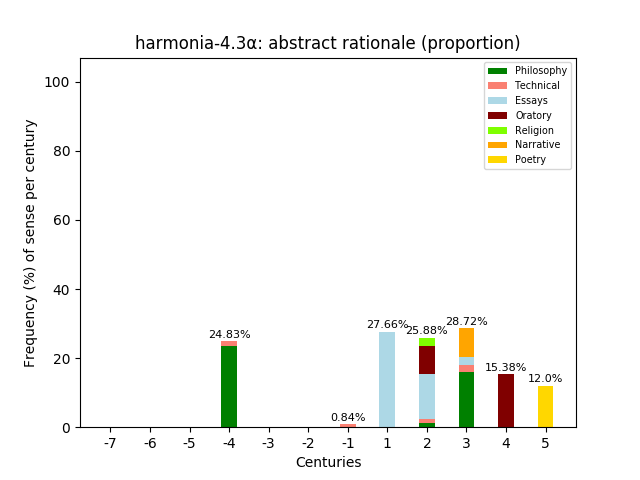 harmonia-4.3α: abstract rationale (proportion)
Philosophy
Technical
Essays
Oratory
Religion
Narrative
Poetry
Frequency (%) of sense per century
100
80
60
40
20
0
24.83%
0.84%
27.66%
25.88%
28.72%
15.38%
12.0%
-7 -6 -5 -4 -3 -2 -1 1 2 3 4 5
Centuries